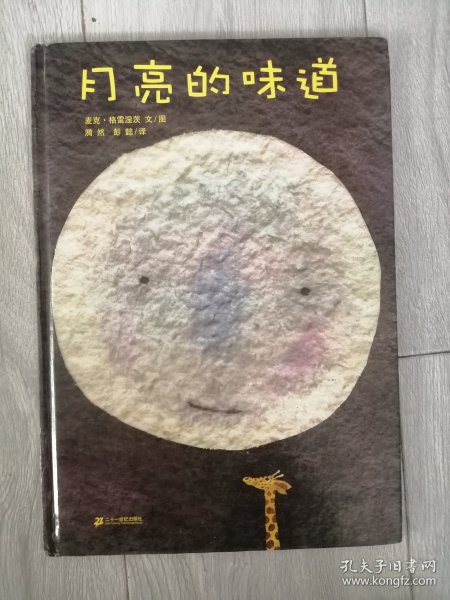 月亮的味道
麦克·格雷涅茨 文/图
漪然 彭懿/译
21 二十一世纪出版社
孔夫子旧书网
www.kongfz.com